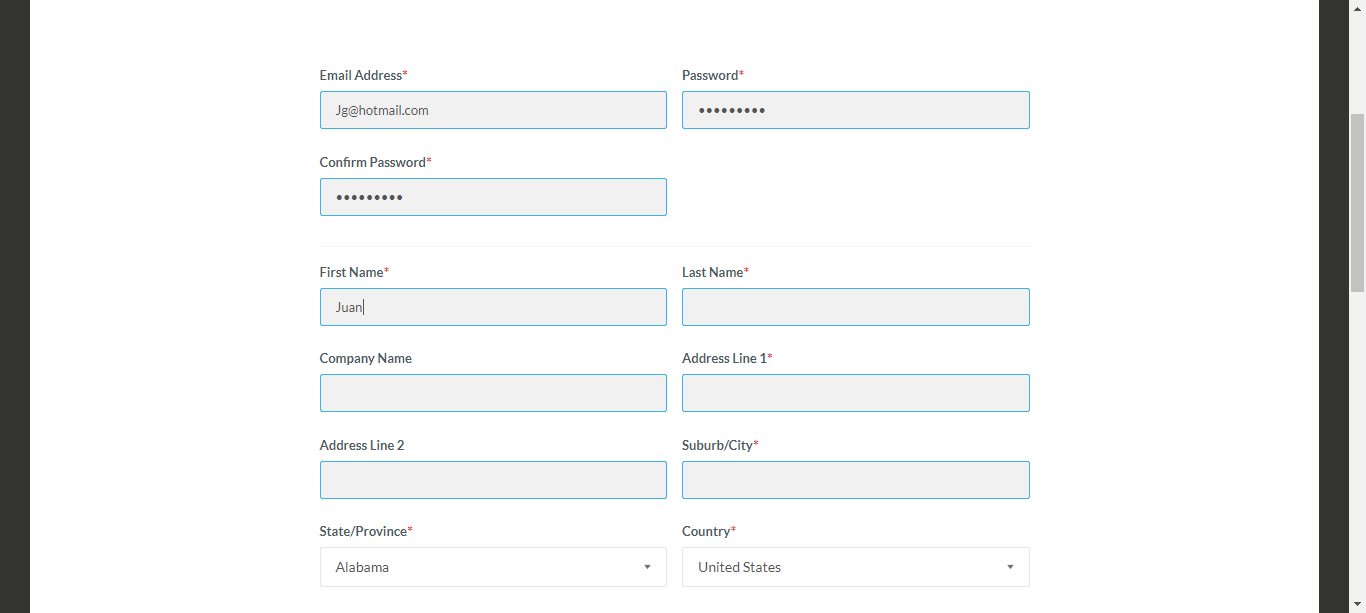 Email Address* Password*
Jg@hotmail.com •••••••••
Confirm Password*
•••••••••
First Name* Last Name*
Juan
Company Name Address Line 1*
Address Line 2 Suburb/City*
State/Province* Country*
Alabama United States